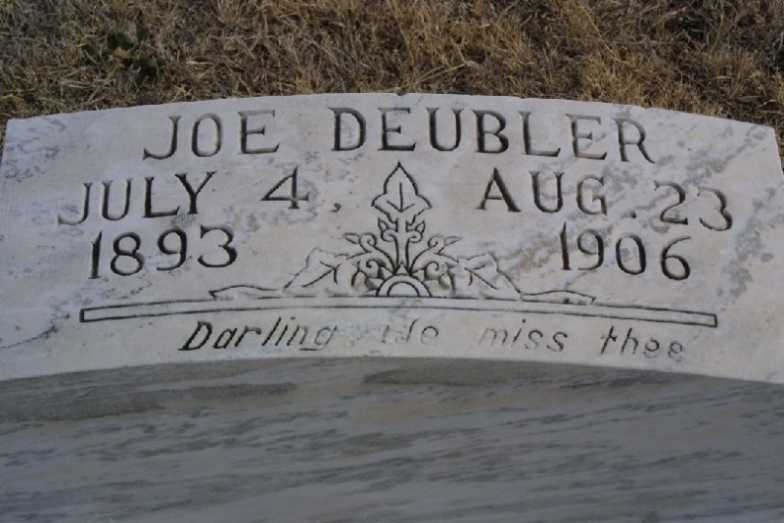 JOE DEUBLER
JULY 4, AUG. 23
1893 1906
Darling We miss thee